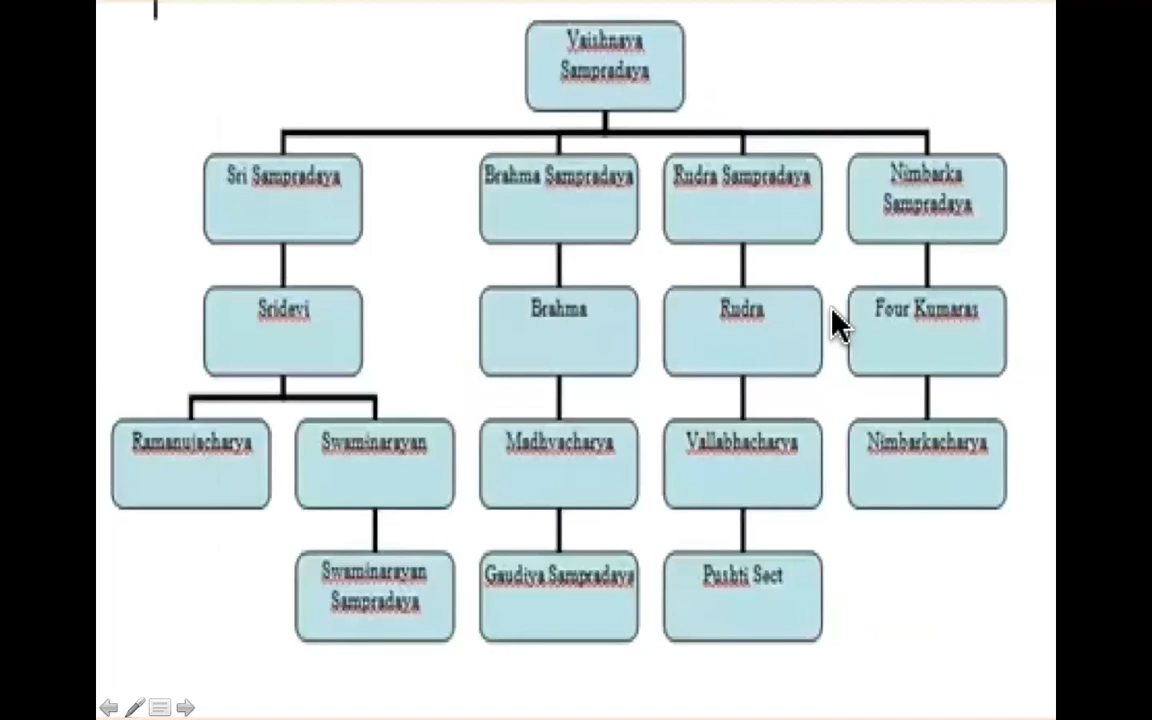 Vaishnava
Sampradaya
Sri Sampradaya
Brahma Sampradaya
Rudra Sampradaya
Nimbarka
Sampradaya
Sridevi
Brahma
Rudra
Four Kumaras
Ramanujacharya
Swaminarayan
Madhvacharya
Vallabhacharya
Nimbarkacharya
Swaminarayan
Sampradaya
Gaudiya Sampradaya
Pushti Sect